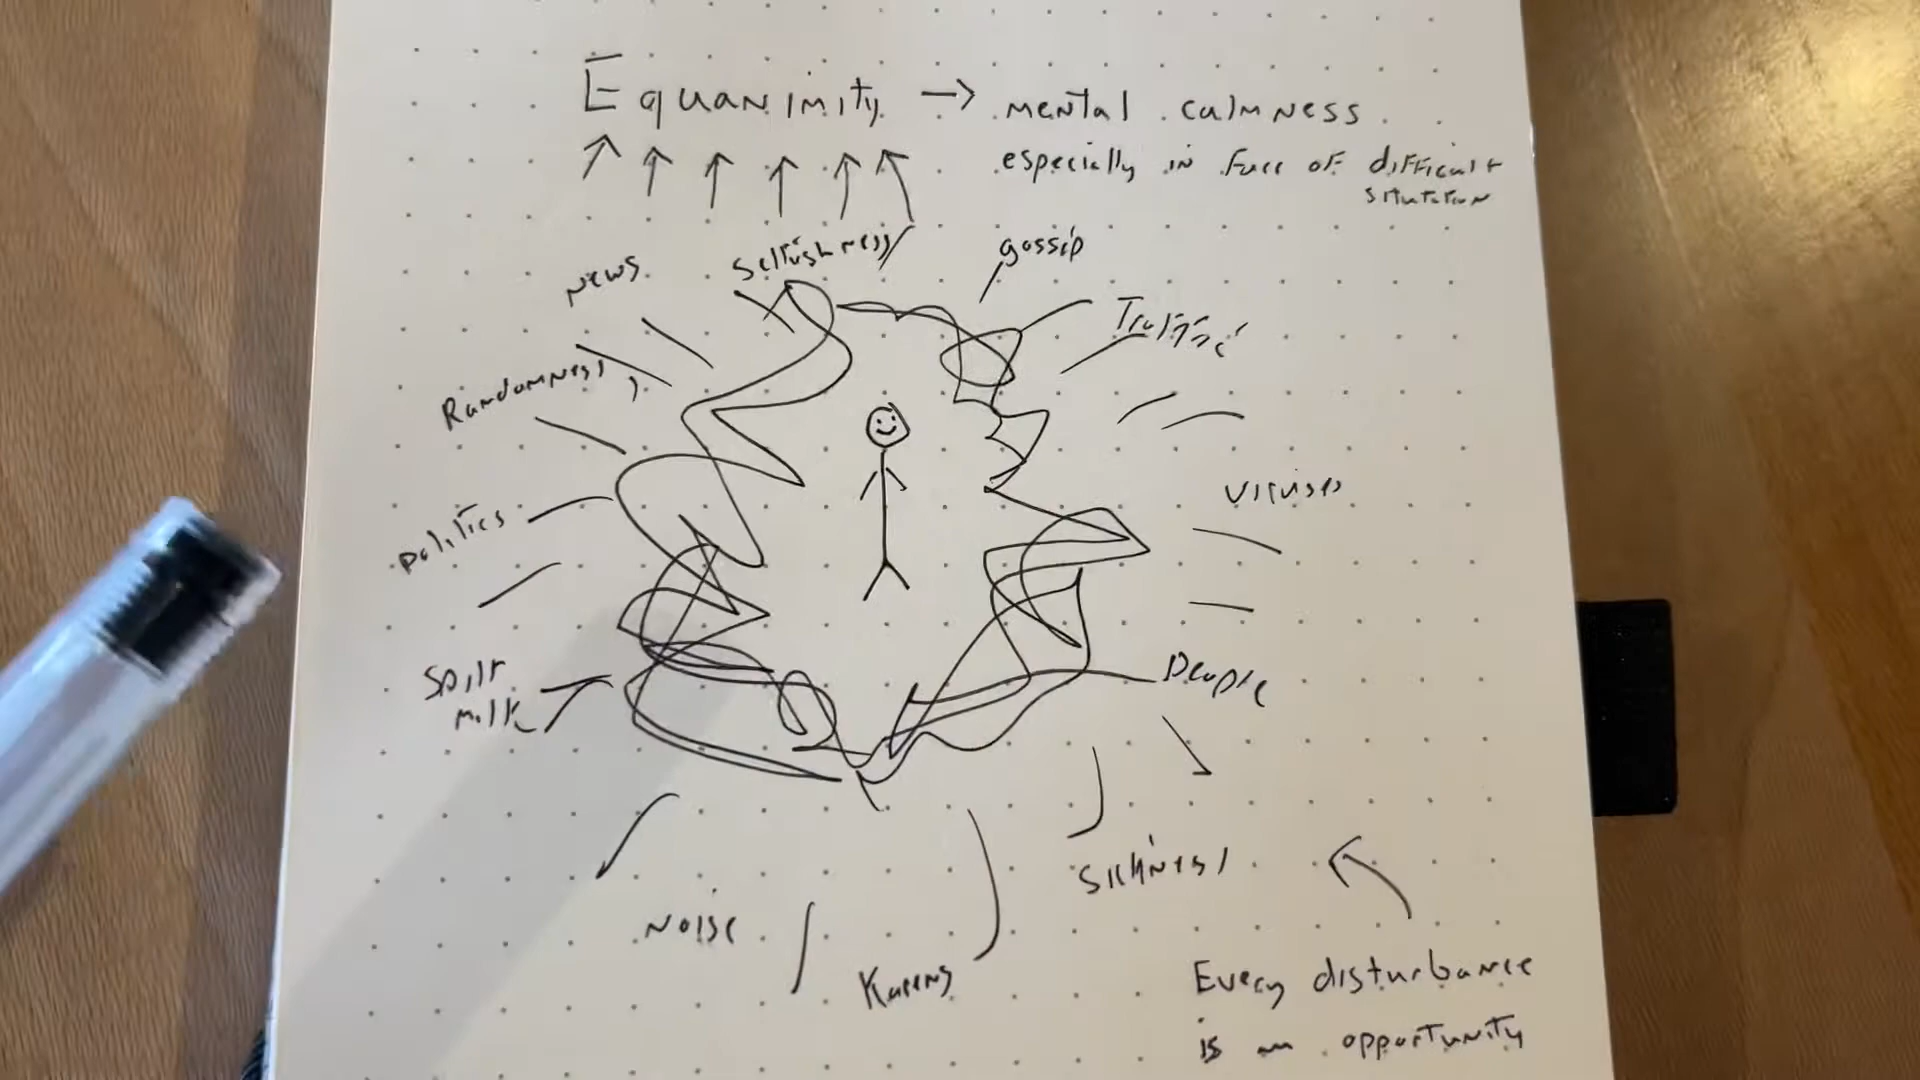 Equanimity → mental calmness
especially in face of difficult
situation
gossip
Selfishness
News
Traffic
Randomness
Viruses
politics
Spilt
milk
People
Sickness
Noise
Karens
Every disturbance
is an opportunity